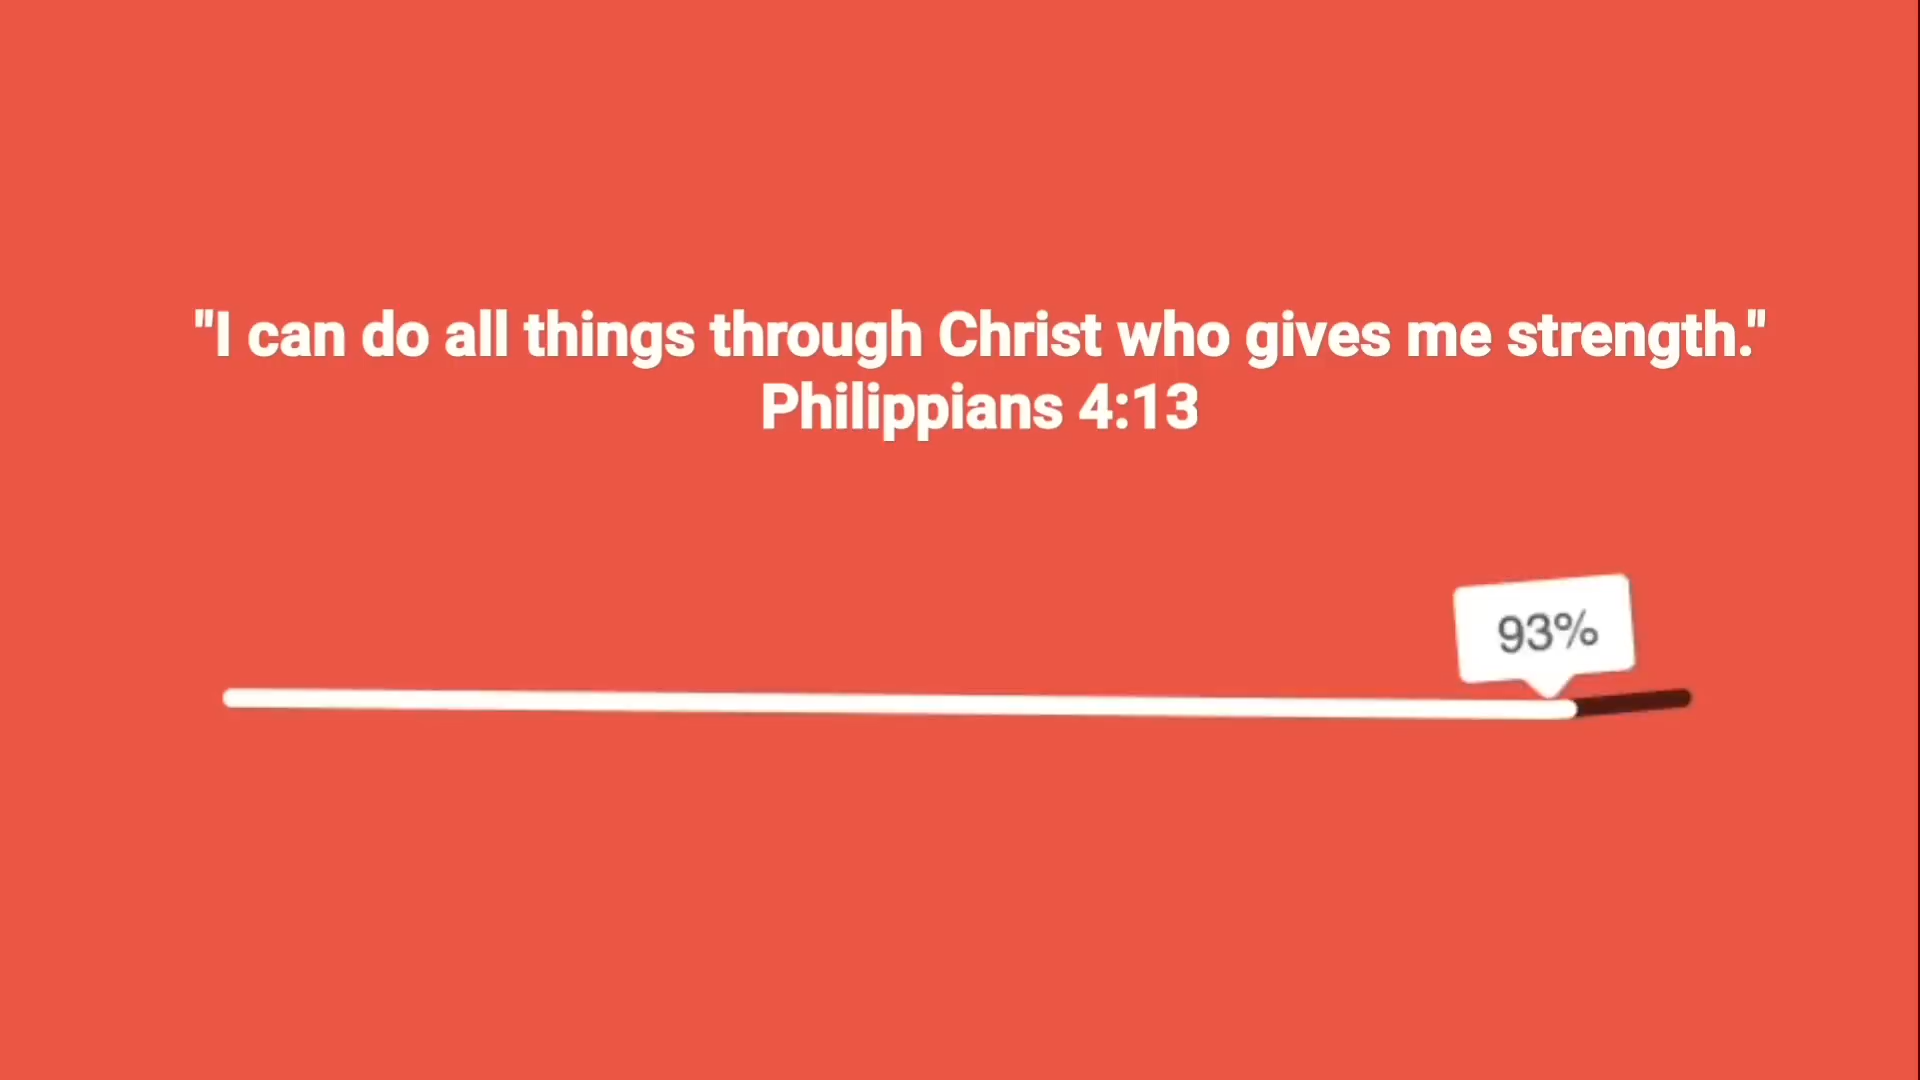 "I can do all things through Christ who gives me strength."
Philippians 4:13
93%